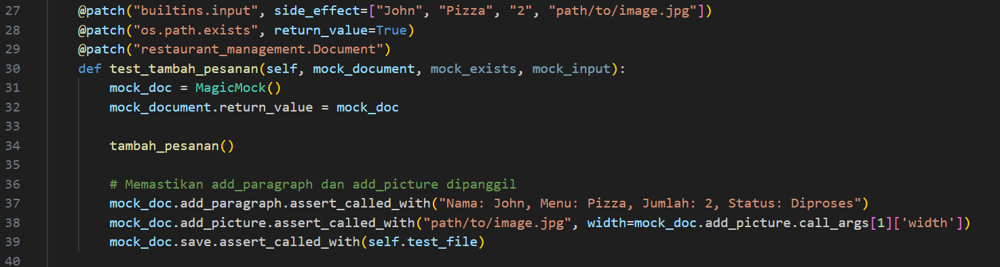 27 @patch("builtins.input", side_effect=["John", "Pizza", "2", "path/to/image.jpg"])
28 @patch("os.path.exists", return_value=True)
29 @patch("restaurant_management.Document")
30 def test_tambah_pesanan(self, mock_document, mock_exists, mock_input):
31 mock_doc = MagicMock()
32 mock_document.return_value = mock_doc
33
34 tambah_pesanan()
35
36 # Memastikan add_paragraph dan add_picture dipanggil
37 mock_doc.add_paragraph.assert_called_with("Nama: John, Menu: Pizza, Jumlah: 2, Status: Diproses")
38 mock_doc.add_picture.assert_called_with("path/to/image.jpg", width=mock_doc.add_picture.call_args[1]['width'])
39 mock_doc.save.assert_called_with(self.test_file)
40